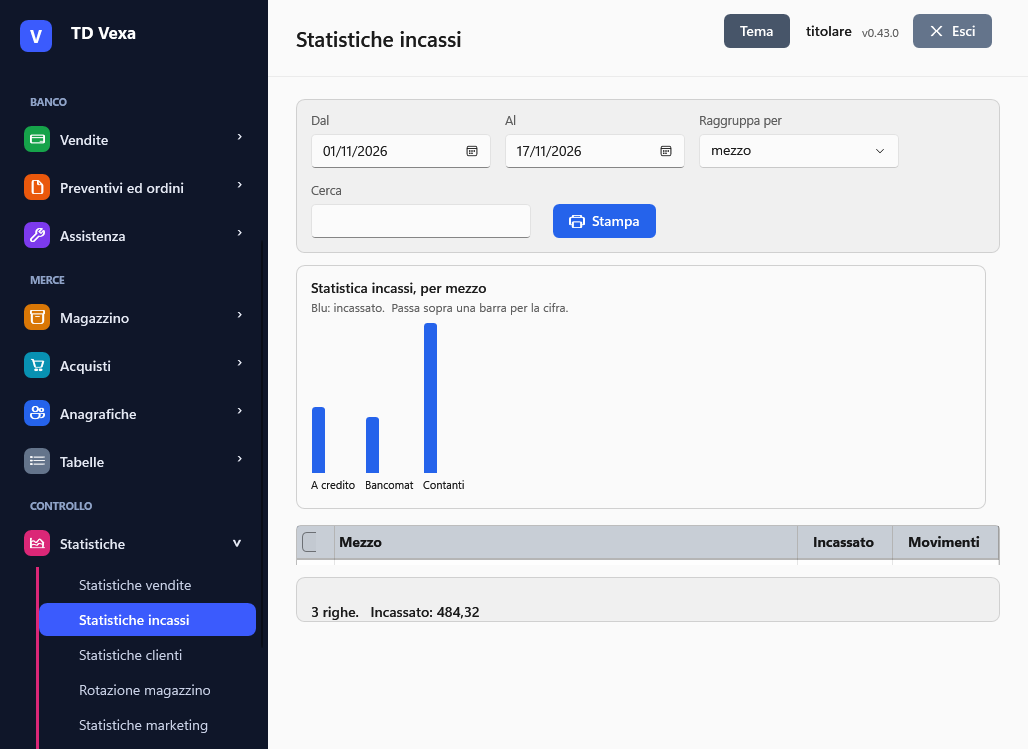 V TD Vexa
BANCO
Vendite
Preventivi ed ordini
Assistenza
MERCE
Magazzino
Acquisti
Anagrafiche
Tabelle
CONTROLLO
Statistiche
Statistiche vendite
Statistiche incassi
Statistiche clienti
Rotazione magazzino
Statistiche marketing
Statistiche incassi
Tema titolare v0.43.0 Esci
Dal Al Raggruppa per
01/11/2026 17/11/2026 mezzo
Cerca
Stampa
Statistica incassi, per mezzo
Blu: incassato. Passa sopra una barra per la cifra.
A credito Bancomat Contanti
Mezzo Incassato Movimenti
3 righe. Incassato: 484,32